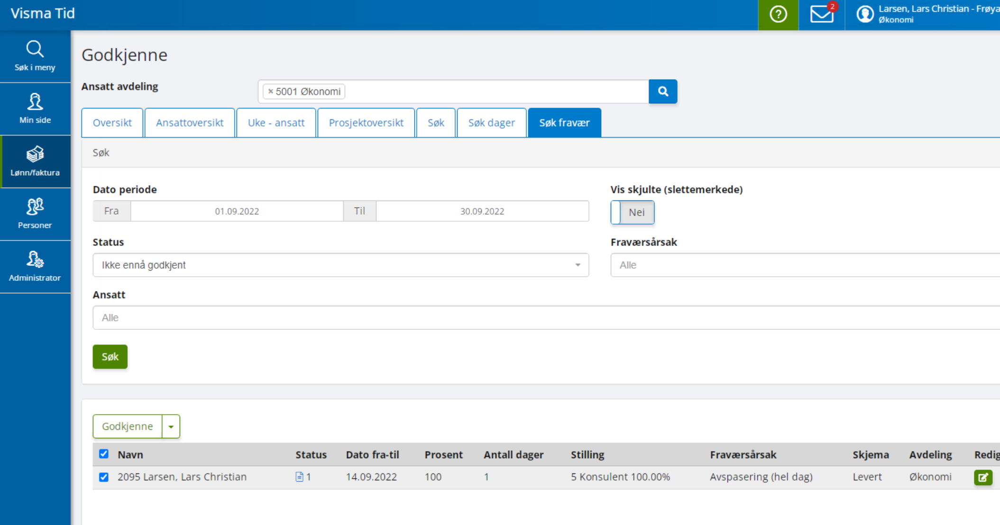 Visma Tid
2
Larsen, Lars Christian - Frøya
Økonomi
Søk i meny
Min side
Lønn/faktura
Personer
Administrator
Godkjenne
Ansatt avdeling
× 5001 Økonomi
Oversikt Ansattoversikt Uke - ansatt Prosjektoversikt Søk Søk dager Søk fravær
Søk
Dato periode Vis skjulte (slettemerkede)
Fra 01.09.2022 Til 30.09.2022 Nei
Status Fraværsårsak
Ikke ennå godkjent Alle
Ansatt
Alle
Søk
Godkjenne
Navn Status Dato fra-til Prosent Antall dager Stilling Fraværsårsak Skjema Avdeling Redig
2095 Larsen, Lars Christian 1 14.09.2022 100 1 5 Konsulent 100.00% Avspasering (hel dag) Levert Økonomi